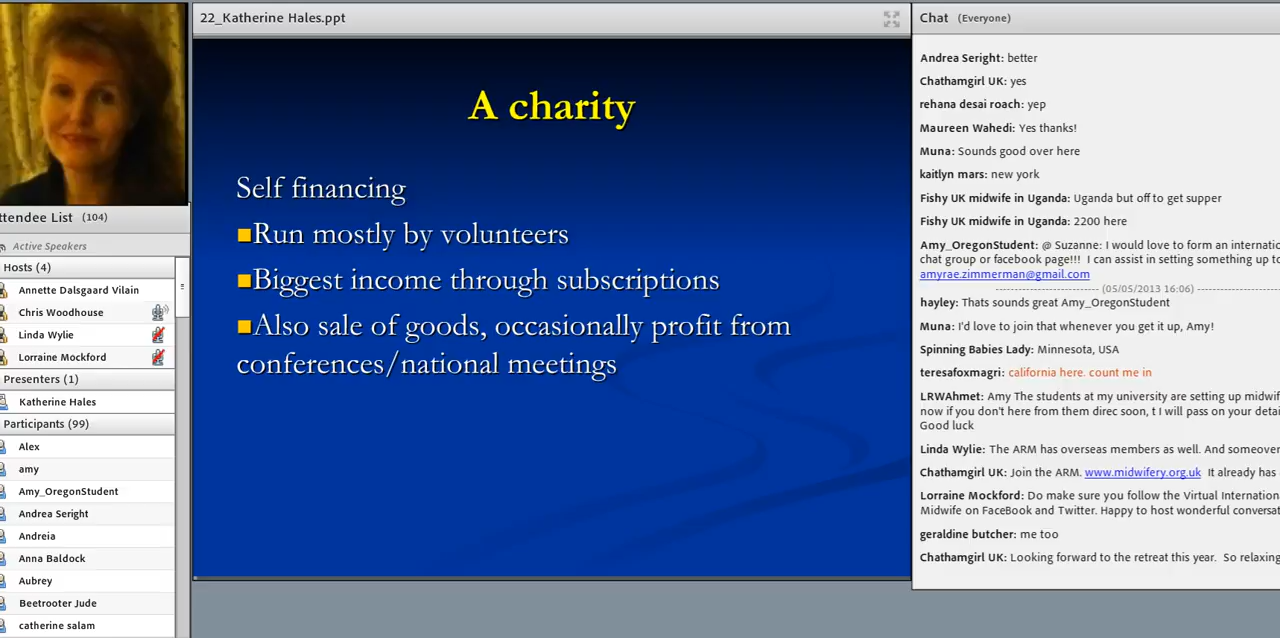 22_Katherine Hales.ppt
A charity
Self financing
Run mostly by volunteers
Biggest income through subscriptions
Also sale of goods, occasionally profit from
conferences/national meetings
ttendee List (104)
Active Speakers
Hosts (4)
Annette Dalsgaard Vilain
Chris Woodhouse
Linda Wylie
Lorraine Mockford
Presenters (1)
Katherine Hales
Participants (99)
Alex
amy
Amy_OregonStudent
Andrea Seright
Andreia
Anna Baldock
Aubrey
Beetrooter Jude
catherine salam
Chat (Everyone)
Andrea Seright: better
Chathamgirl UK: yes
rehana desai roach: yep
Maureen Wahedi: Yes thanks!
Muna: Sounds good over here
kaitlyn mars: new york
Fishy UK midwife in Uganda: Uganda but off to get supper
Fishy UK midwife in Uganda: 2200 here
Amy_OregonStudent: @ Suzanne: I would love to form an internatio
chat group or facebook page!!! I can assist in setting something up to
amyrae.zimmerman@gmail.com
(05/05/2013 16:06)
hayley: Thats sounds great Amy_OregonStudent
Muna: I'd love to join that whenever you get it up, Amy!
Spinning Babies Lady: Minnesota, USA
teresafoxmagri: california here. count me in
LRWAhmet: Amy The students at my university are setting up midwif
now if you don't here from them direc soon, t I will pass on your detai
Good luck
Linda Wylie: The ARM has overseas members as well. And someover
Chathamgirl UK: Join the ARM. www.midwifery.org.uk It already has
Lorraine Mockford: Do make sure you follow the Virtual Internationa
Midwife on FaceBook and Twitter. Happy to host wonderful conversat
geraldine butcher: me too
Chathamgirl UK: Looking forward to the retreat this year. So relaxing